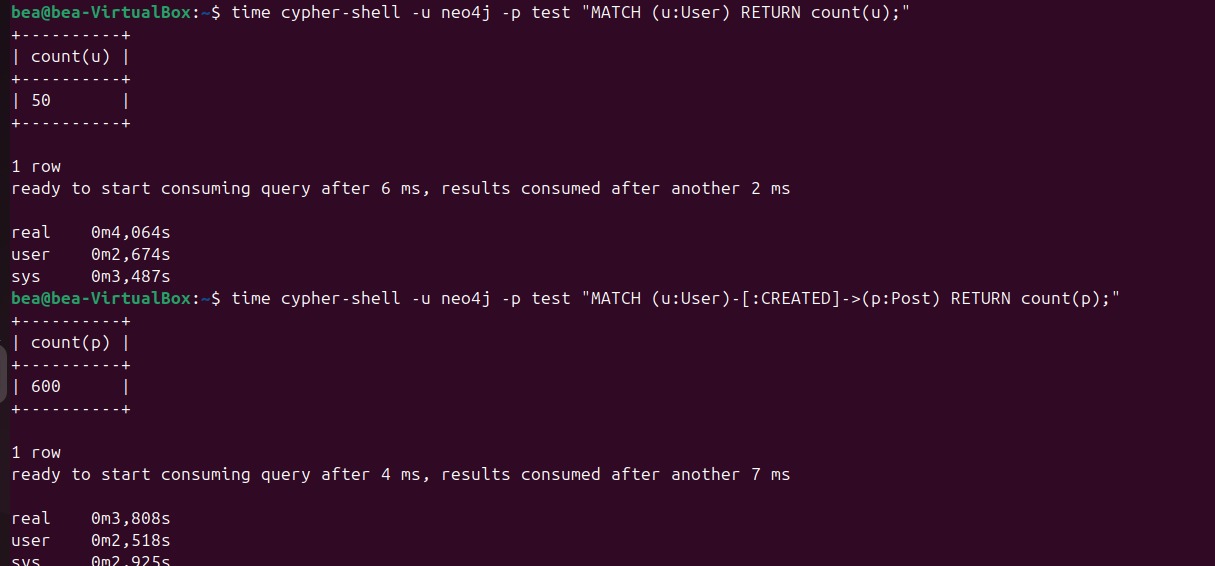 bea@bea-VirtualBox:~$ time cypher-shell -u neo4j -p test "MATCH (u:User) RETURN count(u);"
+----------+
| count(u) |
+----------+
| 50       |
+----------+
1 row
ready to start consuming query after 6 ms, results consumed after another 2 ms
real    0m4,064s
user    0m2,674s
sys     0m3,487s
bea@bea-VirtualBox:~$ time cypher-shell -u neo4j -p test "MATCH (u:User)-[:CREATED]->(p:Post) RETURN count(p);"
+----------+
| count(p) |
+----------+
| 600      |
+----------+
1 row
ready to start consuming query after 4 ms, results consumed after another 7 ms
real    0m3,808s
user    0m2,518s
sys     0m2,925s